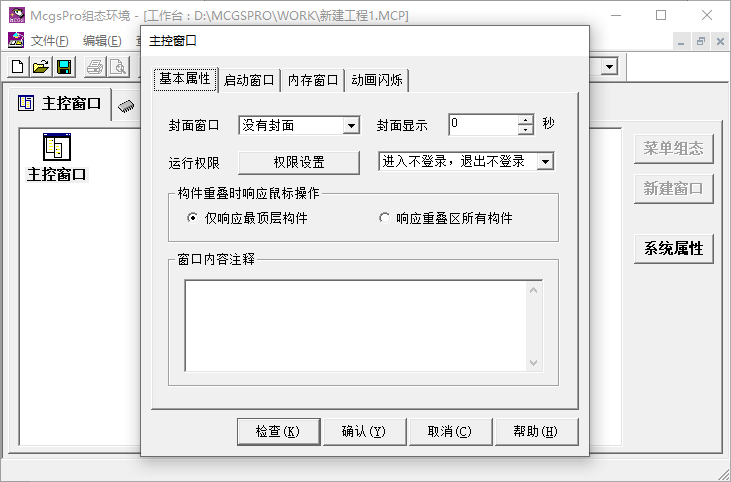 McgsPro组态环境 - [工作台 : D:\MCGSPRO\WORK\新建工程1.MCP]
文件(F) 编辑(E)
主控窗口
主控窗口
主控窗口
菜单组态
新建窗口
系统属性
基本属性 启动窗口 内存窗口 动画闪烁
封面窗口 没有封面 封面显示 0 秒
运行权限 权限设置 进入不登录，退出不登录
构件重叠时响应鼠标操作
仅响应最顶层构件 响应重叠区所有构件
窗口内容注释
检查(K) 确认(Y) 取消(C) 帮助(H)